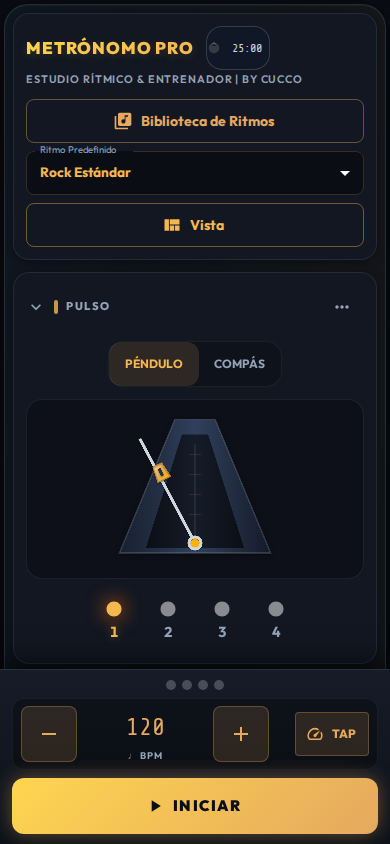 METRÓNOMO PRO
25:00
ESTUDIO RÍTMICO & ENTRENADOR | BY CUCCO
Biblioteca de Ritmos
Ritmo Predefinido
Rock Estándar
Vista
PULSO
PÉNDULO COMPÁS
1 2 3 4
− 120 + TAP
♩ BPM
INICIAR